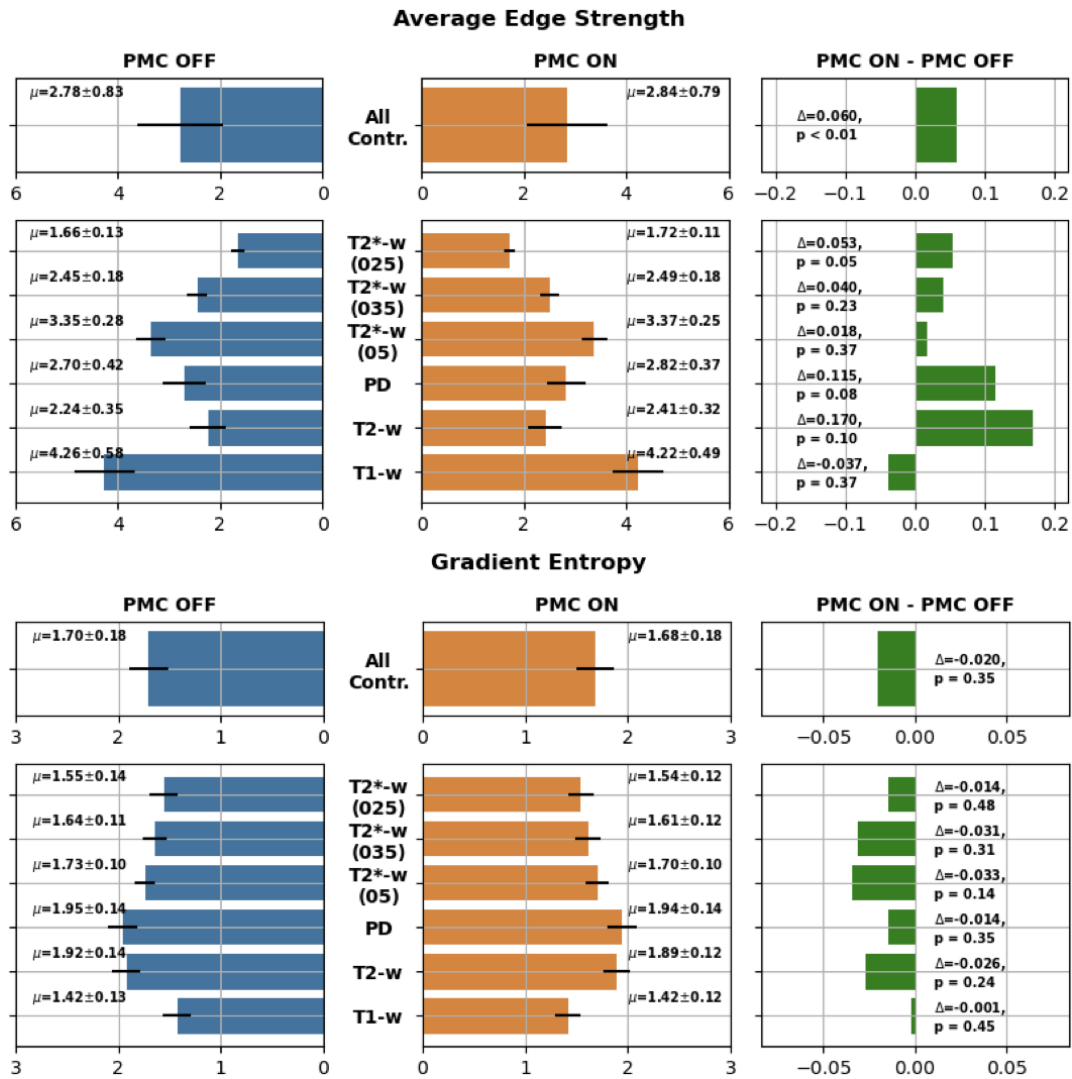 Average Edge Strength
PMC OFF
PMC ON
PMC ON - PMC OFF
μ=2.78±0.83
All
Contr.
μ=2.84±0.79
Δ=0.060,
p < 0.01
6 4 2 0
0 2 4 6
−0.2 −0.1 0.0 0.1 0.2
μ=1.66±0.13
T2*-w
(025)
μ=1.72±0.11
Δ=0.053,
p = 0.05
μ=2.45±0.18
T2*-w
(035)
μ=2.49±0.18
Δ=0.040,
p = 0.23
μ=3.35±0.28
T2*-w
(05)
μ=3.37±0.25
Δ=0.018,
p = 0.37
μ=2.70±0.42
PD
μ=2.82±0.37
Δ=0.115,
p = 0.08
μ=2.24±0.35
T2-w
μ=2.41±0.32
Δ=0.170,
p = 0.10
μ=4.26±0.58
T1-w
μ=4.22±0.49
Δ=-0.037,
p = 0.37
6 4 2 0
0 2 4 6
−0.2 −0.1 0.0 0.1 0.2
Gradient Entropy
PMC OFF
PMC ON
PMC ON - PMC OFF
μ=1.70±0.18
All
Contr.
μ=1.68±0.18
Δ=-0.020,
p = 0.35
3 2 1 0
0 1 2 3
−0.05 0.00 0.05
μ=1.55±0.14
T2*-w
(025)
μ=1.54±0.12
Δ=-0.014,
p = 0.48
μ=1.64±0.11
T2*-w
(035)
μ=1.61±0.12
Δ=-0.031,
p = 0.31
μ=1.73±0.10
T2*-w
(05)
μ=1.70±0.10
Δ=-0.033,
p = 0.14
μ=1.95±0.14
PD
μ=1.94±0.14
Δ=-0.014,
p = 0.35
μ=1.92±0.14
T2-w
μ=1.89±0.12
Δ=-0.026,
p = 0.24
μ=1.42±0.13
T1-w
μ=1.42±0.12
Δ=-0.001,
p = 0.45
3 2 1 0
0 1 2 3
−0.05 0.00 0.05